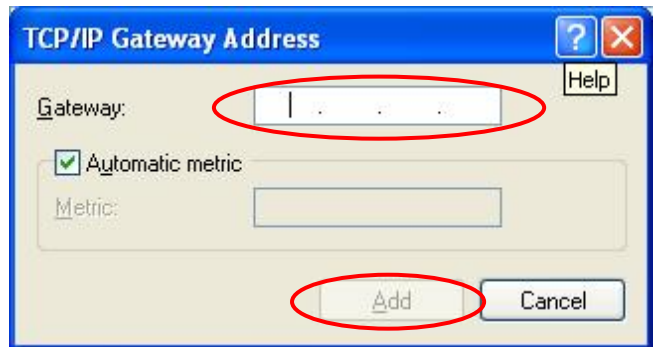 TCP/IP Gateway Address
Help
Gateway:
. . .
Automatic metric
Metric:
Add Cancel